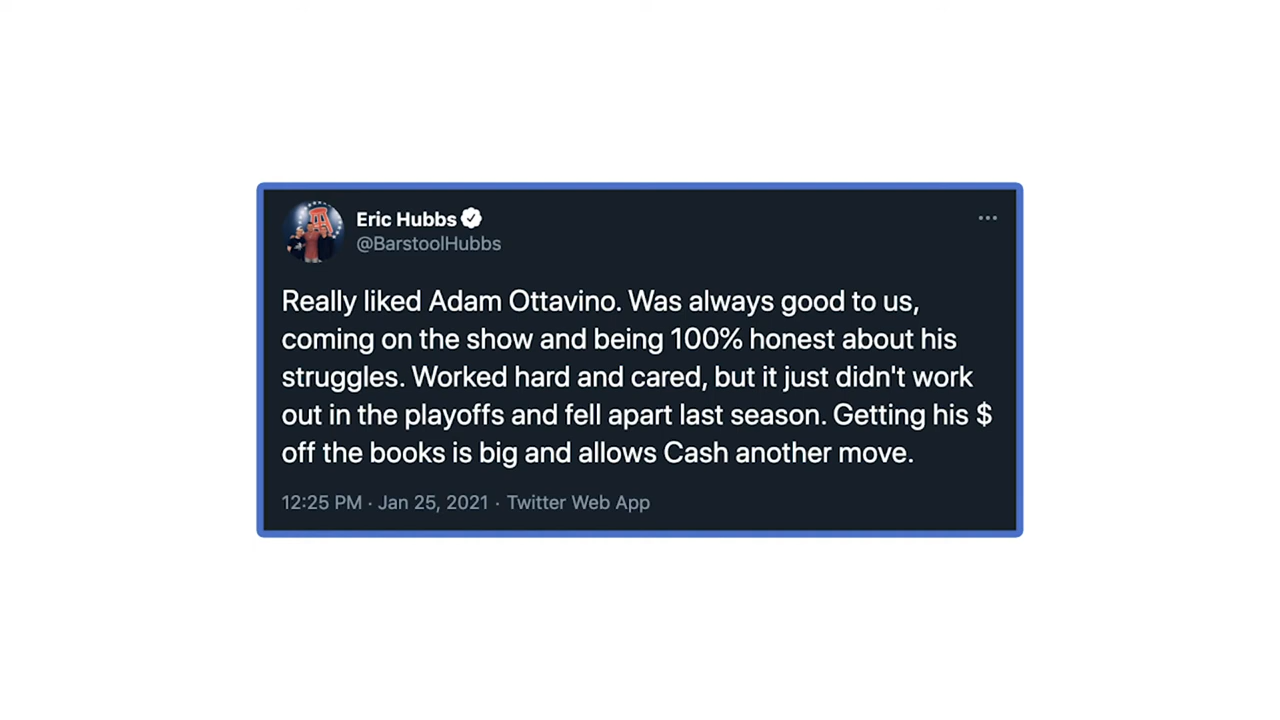 Eric Hubbs
@BarstoolHubbs
Really liked Adam Ottavino. Was always good to us,
coming on the show and being 100% honest about his
struggles. Worked hard and cared, but it just didn't work
out in the playoffs and fell apart last season. Getting his $
off the books is big and allows Cash another move.
12:25 PM · Jan 25, 2021 · Twitter Web App